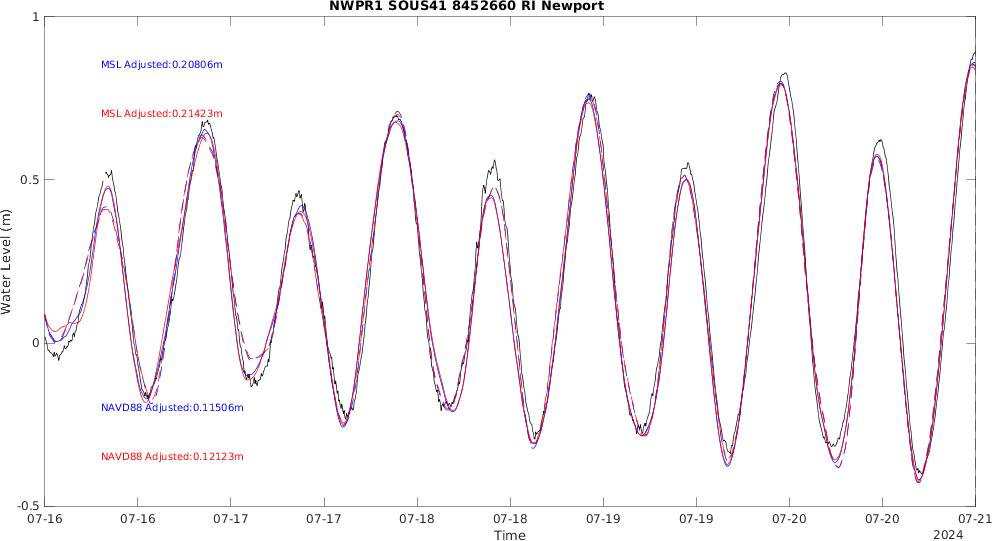 NWPR1 SOUS41 8452660 RI Newport
1
MSL Adjusted:0.20806m
MSL Adjusted:0.21423m
0.5
Water Level (m)
0
NAVD88 Adjusted:0.11506m
NAVD88 Adjusted:0.12123m
-0.5
07-16 07-16 07-17 07-17 07-18 07-18 07-19 07-19 07-20 07-20 07-21
Time
2024